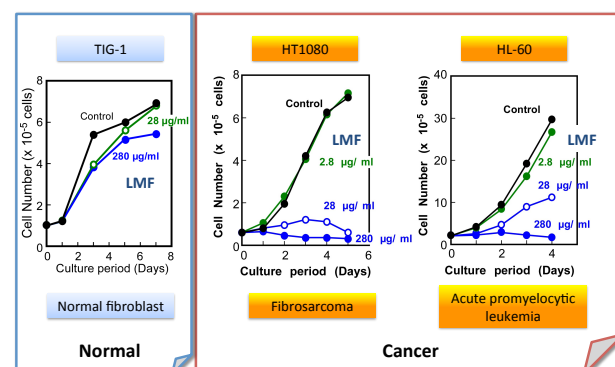 TIG-1
HT1080
HL-60
8
6
4
2
0
0
2
4
6
8
Cell Number (x 10⁻⁵ cells)
Culture period (Days)
Control
28 µg/ml
280 µg/ml
LMF
8
6
4
2
0
0
2
4
6
Cell Number (x 10⁻⁵ cells)
Culture period (Days)
Control
LMF
2.8 µg/ ml
28 µg/ ml
280 µg/ ml
40
30
20
10
0
0
1
2
3
4
5
Cell Number (x 10⁻⁵ cells)
Culture period (Days)
Control
LMF
2.8 µg/ ml
28 µg/ ml
280 µg/ ml
Normal fibroblast
Fibrosarcoma
Acute promyelocytic
leukemia
Normal
Cancer